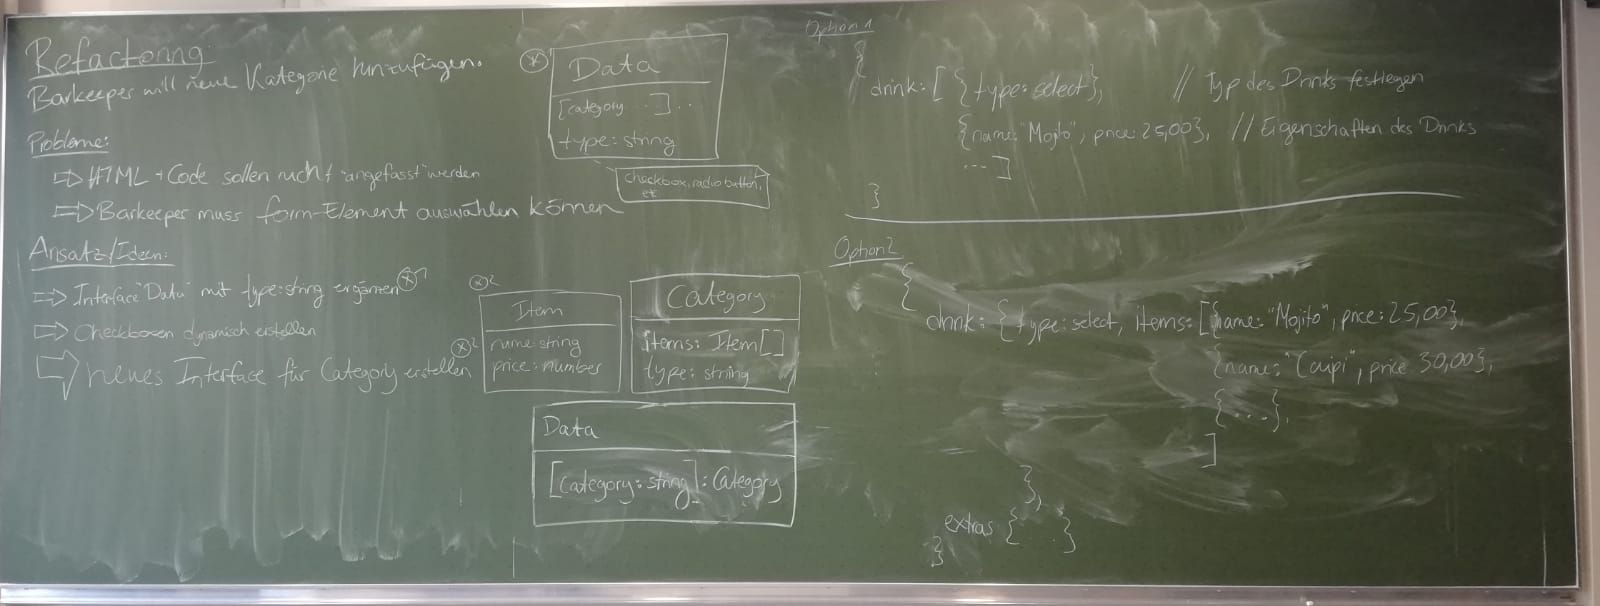 Refactoring:
Barkeeper will neue Kategorie hinzufügen.
Probleme:
⇒ HTML + Code sollen nicht "angefasst" werden
⇒ Barkeeper muss form-Element auswählen können
Ansatz/Ideen:
⇒ Interface "Data" mit type:string ergänzen *1
⇒ Checkboxen dynamisch erstellen
⇒ neues Interface für Category erstellen *2
*1
Data
[category ...]...
type: string
checkbox, radiobutton,
etc
*2
Item
name: string
price: number
Category
items: Item[]
type: string
Data
[category: string]: Category
Option 1
{
drink: [ {type: select}, // Typ des Drinks festlegen
{name: "Mojito", price: 25,00}, // Eigenschaften des Drinks
... ]
}
Option 2
{
drink: {type: select, items: [{name: "Mojito", price: 25,00},
{name: "Caipi", price 30,00},
{...},
]
},
extras {...}
}